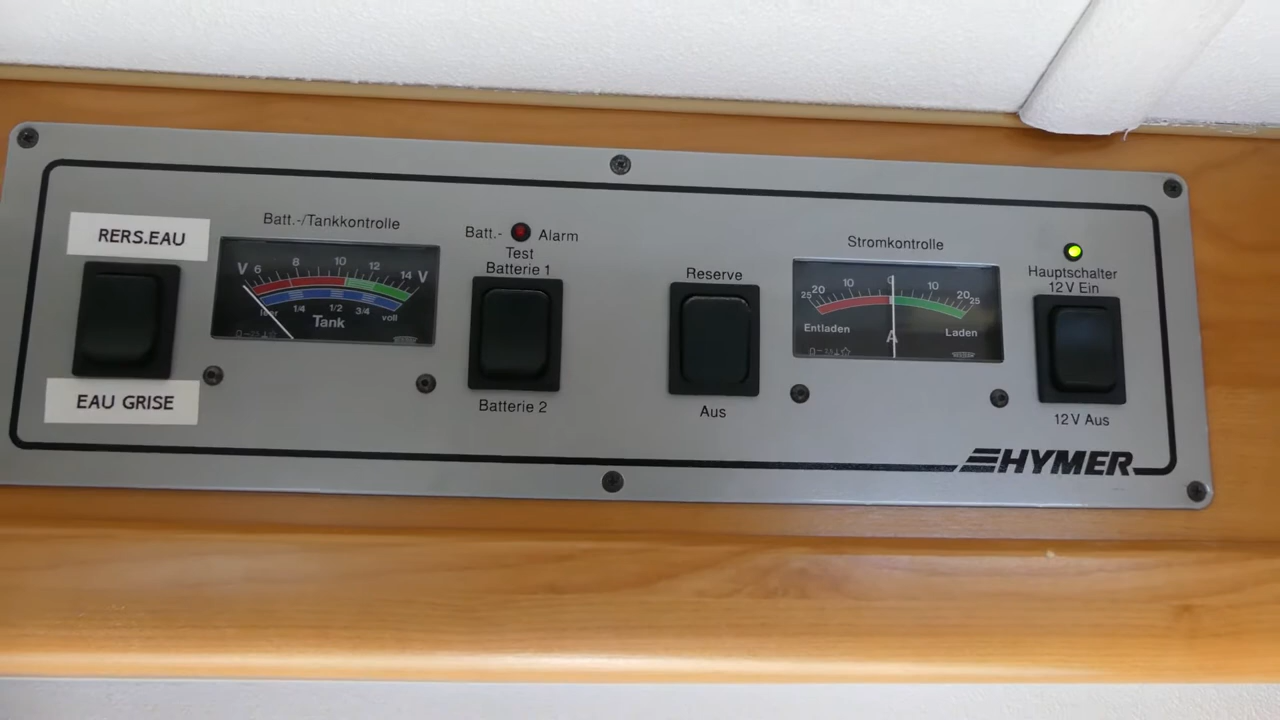 RERS.EAU
EAU GRISE
Batt.-/Tankkontrolle
V 6 8 10 12 14 V
leer 1/4 1/2 3/4 voll
Tank
Batt.- Alarm
Test
Batterie 1
Batterie 2
Reserve
Aus
Stromkontrolle
25 20 10 0 10 20 25
Entladen Laden
A
Hauptschalter
12 V Ein
12 V Aus
HYMER